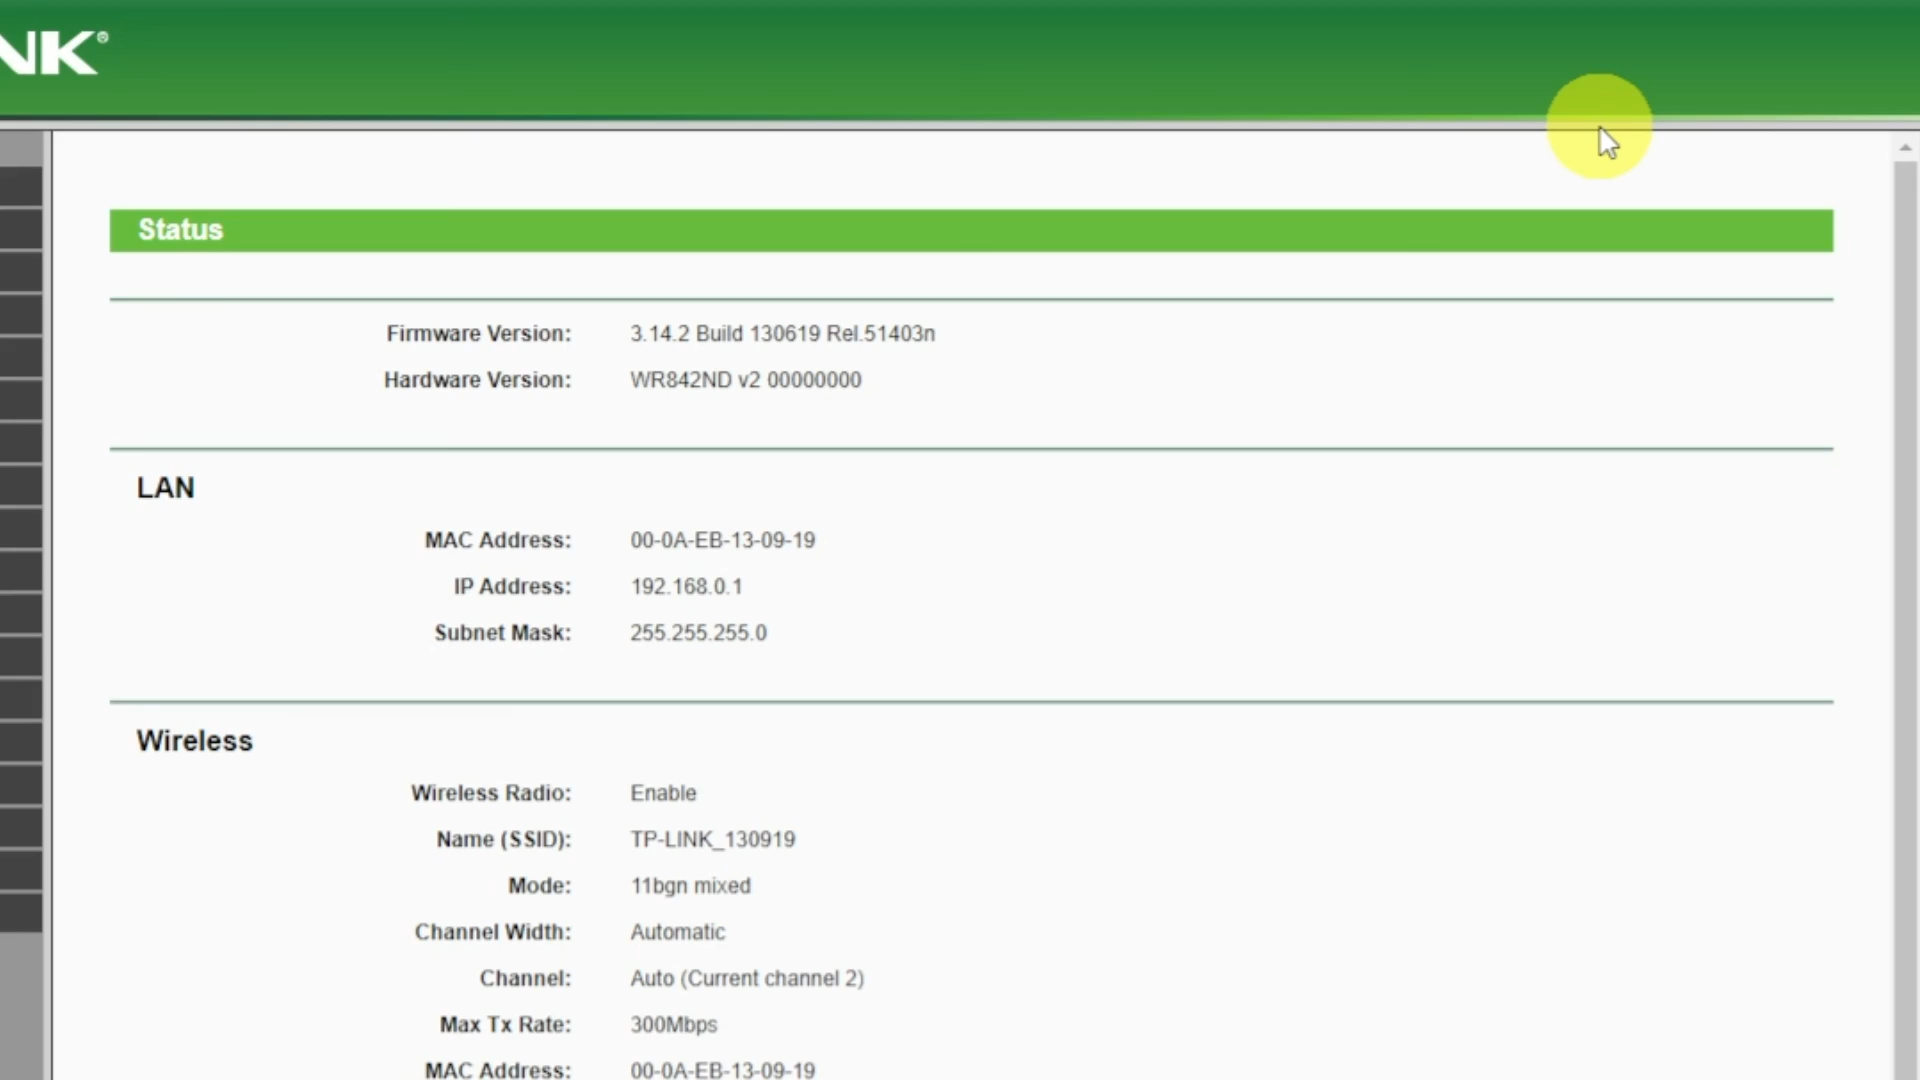 NK®
Status
Firmware Version: 3.14.2 Build 130619 Rel.51403n
Hardware Version: WR842ND v2 00000000
LAN
MAC Address: 00-0A-EB-13-09-19
IP Address: 192.168.0.1
Subnet Mask: 255.255.255.0
Wireless
Wireless Radio: Enable
Name (SSID): TP-LINK_130919
Mode: 11bgn mixed
Channel Width: Automatic
Channel: Auto (Current channel 2)
Max Tx Rate: 300Mbps
MAC Address: 00-0A-EB-13-09-19